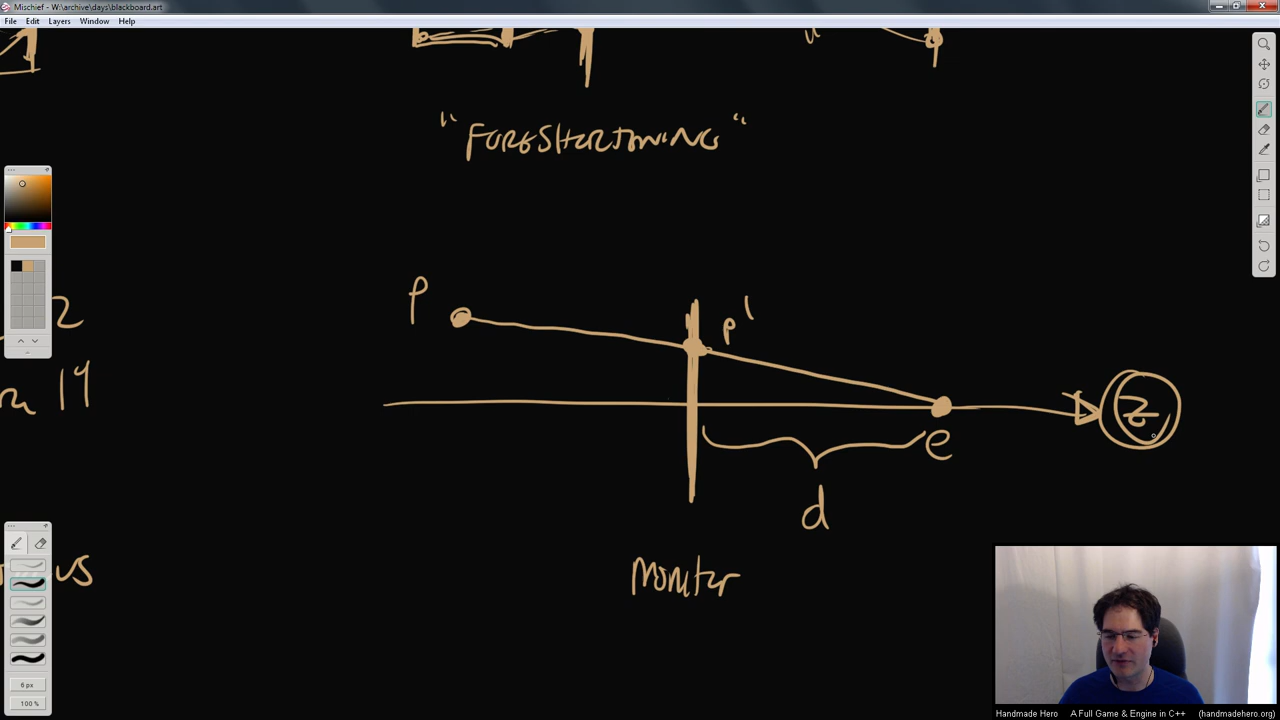 Mischief - W:\archive\days\blackboard.art
File Edit Layers Window Help
"FORESHORTENING"
2
P
P'
19
Z
e
d
us
Monitor
6 px
100 %
Handmade Hero A Full Game & Engine in C++ (handmadehero.org)